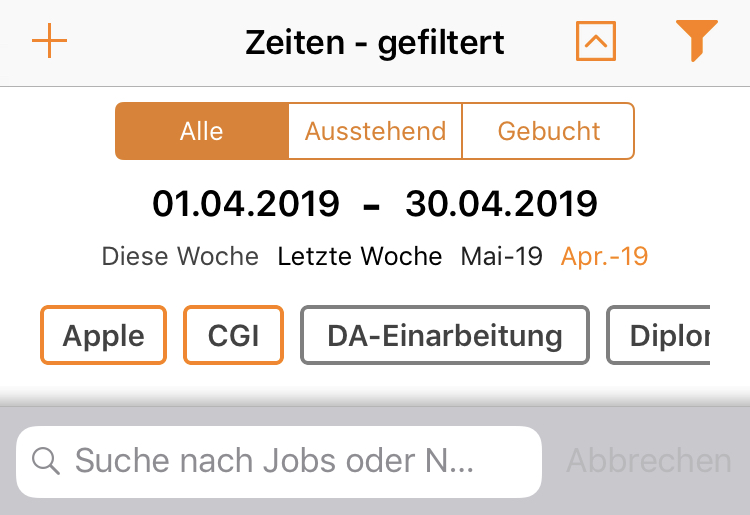 Zeiten - gefiltert
Alle Ausstehend Gebucht
01.04.2019 - 30.04.2019
Diese Woche Letzte Woche Mai-19 Apr.-19
Apple CGI DA-Einarbeitung Diplor
Suche nach Jobs oder N... Abbrechen